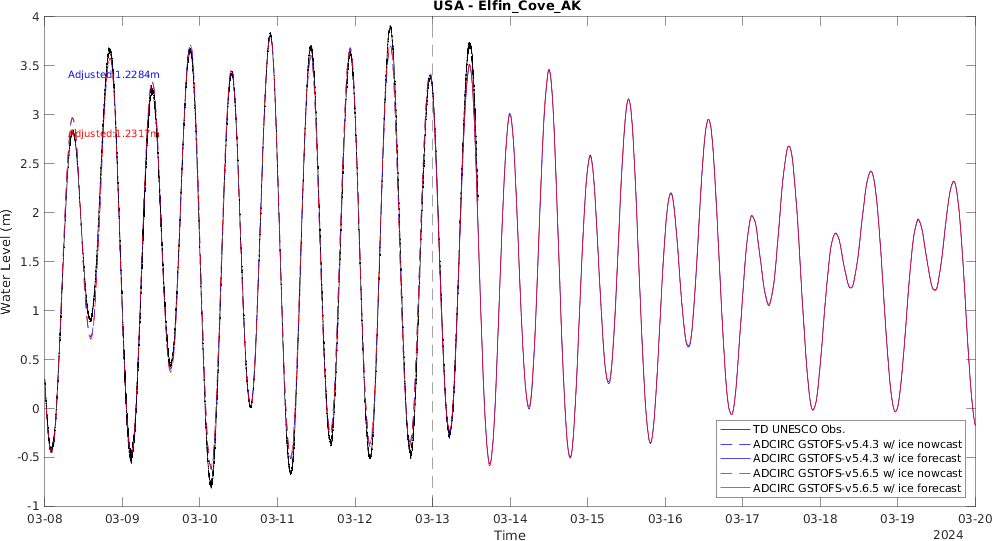 USA - Elfin_Cove_AK
4
3.5
3
2.5
2
1.5
1
0.5
0
-0.5
-1
Water Level (m)
Adjusted:1.2284m
Adjusted:1.2317m
TD UNESCO Obs.
ADCIRC GSTOFS-v5.4.3 w/ ice nowcast
ADCIRC GSTOFS-v5.4.3 w/ ice forecast
ADCIRC GSTOFS-v5.6.5 w/ ice nowcast
ADCIRC GSTOFS-v5.6.5 w/ ice forecast
03-08 03-09 03-10 03-11 03-12 03-13 03-14 03-15 03-16 03-17 03-18 03-19 03-20
Time
2024